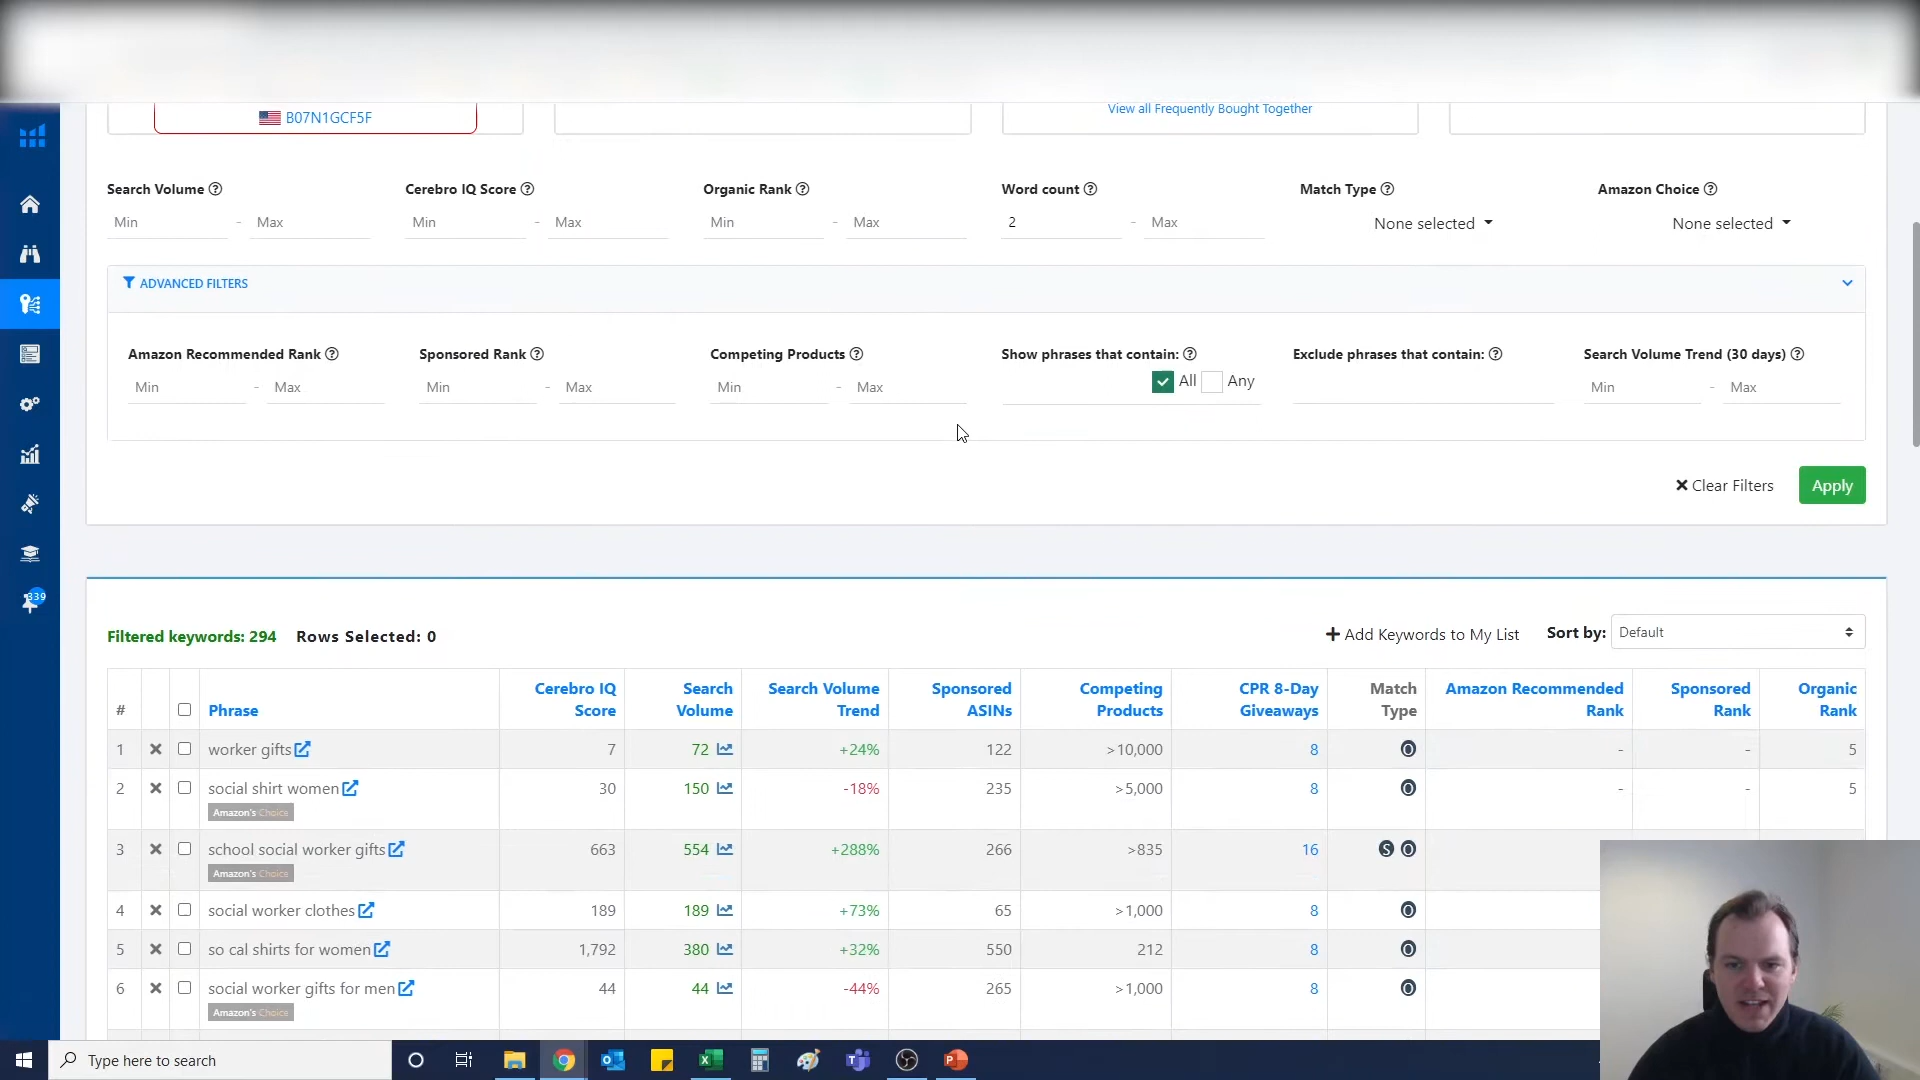 B07N1GCF5F
View all Frequently Bought Together
Search Volume Cerebro IQ Score Organic Rank Word count Match Type Amazon Choice
Min - Max Min - Max Min - Max 2 - Max None selected None selected
ADVANCED FILTERS
Amazon Recommended Rank Sponsored Rank Competing Products Show phrases that contain: Exclude phrases that contain: Search Volume Trend (30 days)
Min - Max Min - Max Min - Max All Any Min - Max
Clear Filters Apply
339
Filtered keywords: 294 Rows Selected: 0 Add Keywords to My List Sort by: Default
# Phrase Cerebro IQ Score Search Volume Search Volume Trend Sponsored ASINs Competing Products CPR 8-Day Giveaways Match Type Amazon Recommended Rank Sponsored Rank Organic Rank
1 worker gifts 7 72 +24% 122 >10,000 8 O - - 5
2 social shirt women 30 150 -18% 235 >5,000 8 O - - 5
Amazon's Choice
3 school social worker gifts 663 554 +288% 266 >835 16 S O
Amazon's Choice
4 social worker clothes 189 189 +73% 65 >1,000 8 O
5 so cal shirts for women 1,792 380 +32% 550 212 8 O
6 social worker gifts for men 44 44 -44% 265 >1,000 8 O
Amazon's Choice
Type here to search